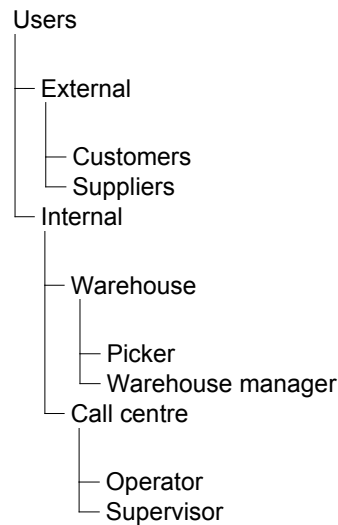 Users
External
Customers
Suppliers
Internal
Warehouse
Picker
Warehouse manager
Call centre
Operator
Supervisor